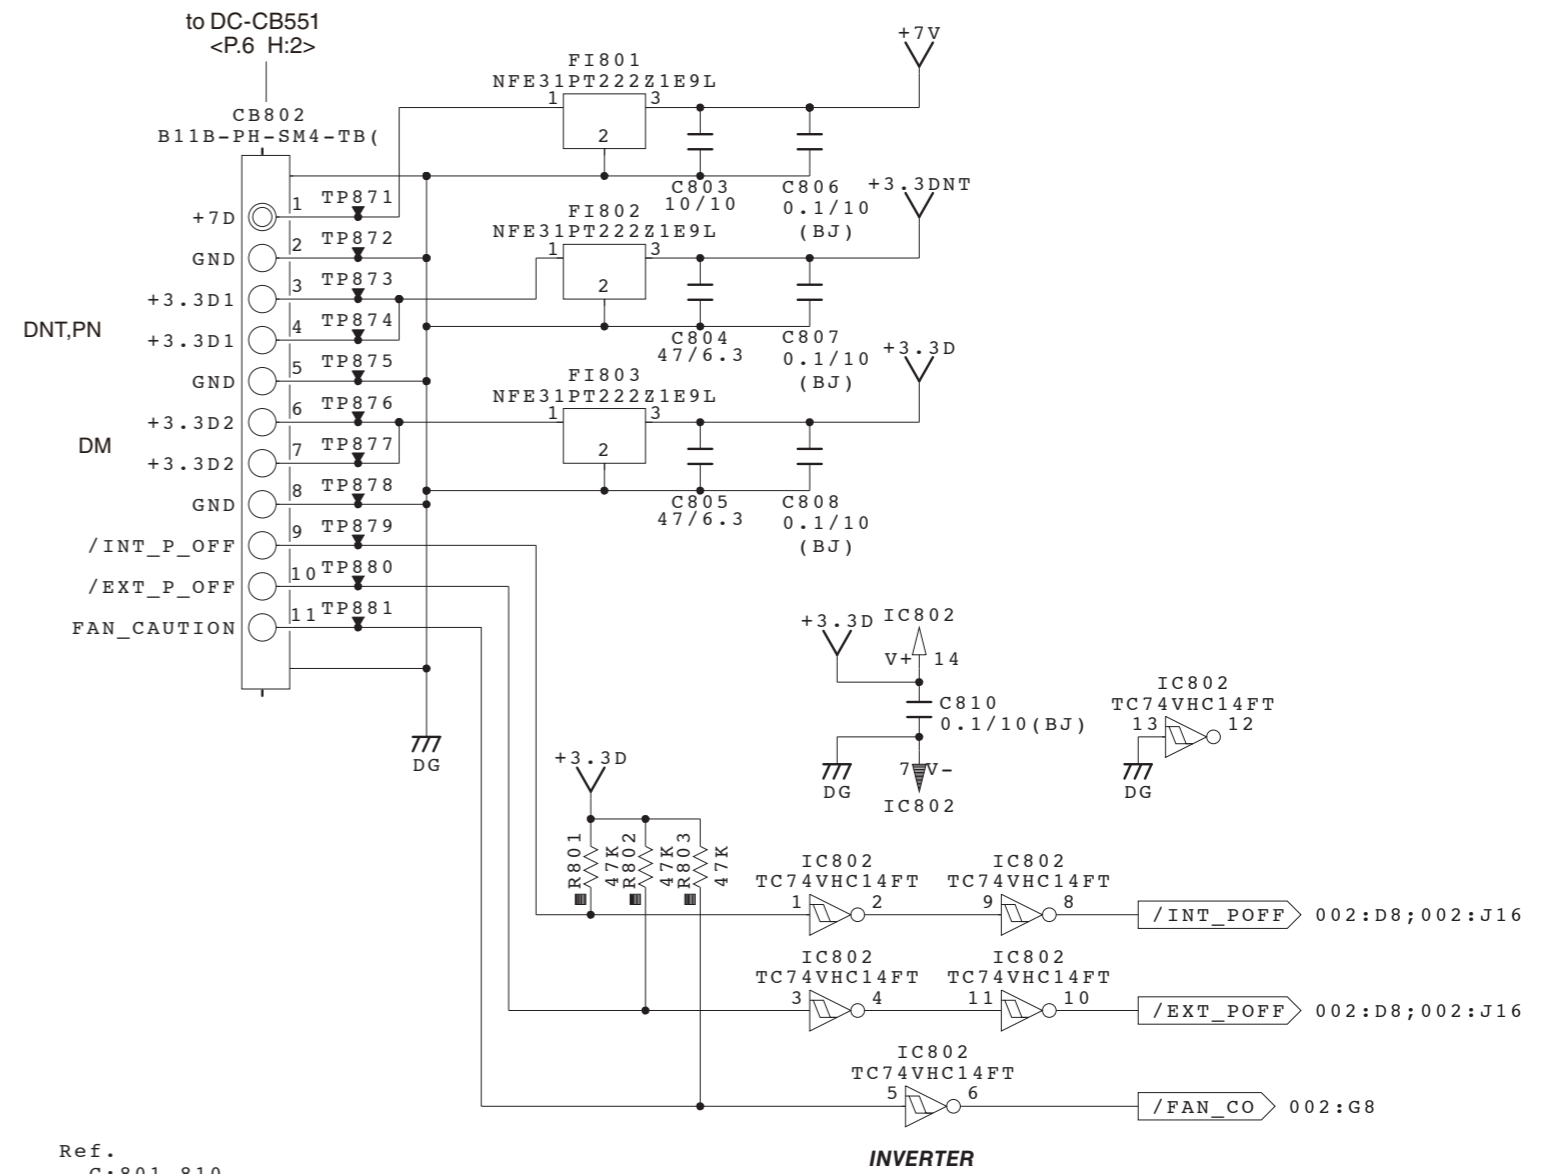 to DC-CB551
<P.6 H:2>
CB802
B11B-PH-SM4-TB(
+7D
GND
+3.3D1
+3.3D1
GND
+3.3D2
+3.3D2
GND
/INT_P_OFF
/EXT_P_OFF
FAN_CAUTION
DNT,PN
DM
1 TP871
2 TP872
3 TP873
4 TP874
5 TP875
6 TP876
7 TP877
8 TP878
9 TP879
10 TP880
11 TP881
DG
FI801
NFE31PT222Z1E9L
1 3
2
+7V
C803
10/10
C806
0.1/10
(BJ)
FI802
NFE31PT222Z1E9L
1 3
2
+3.3DNT
C804
47/6.3
C807
0.1/10
(BJ)
FI803
NFE31PT222Z1E9L
1 3
2
+3.3D
C805
47/6.3
C808
0.1/10
(BJ)
+3.3D
IC802
V+ 14
C810
0.1/10(BJ)
DG
7 V-
IC802
IC802
TC74VHC14FT
13 12
DG
+3.3D
R801
47K
R802
47K
R803
47K
IC802
TC74VHC14FT
1 2
IC802
TC74VHC14FT
9 8
/INT_POFF 002:D8;002:J16
IC802
TC74VHC14FT
3 4
IC802
TC74VHC14FT
11 10
/EXT_POFF 002:D8;002:J16
IC802
TC74VHC14FT
5 6
/FAN_CO 002:G8
INVERTER
Ref.
C:801-810